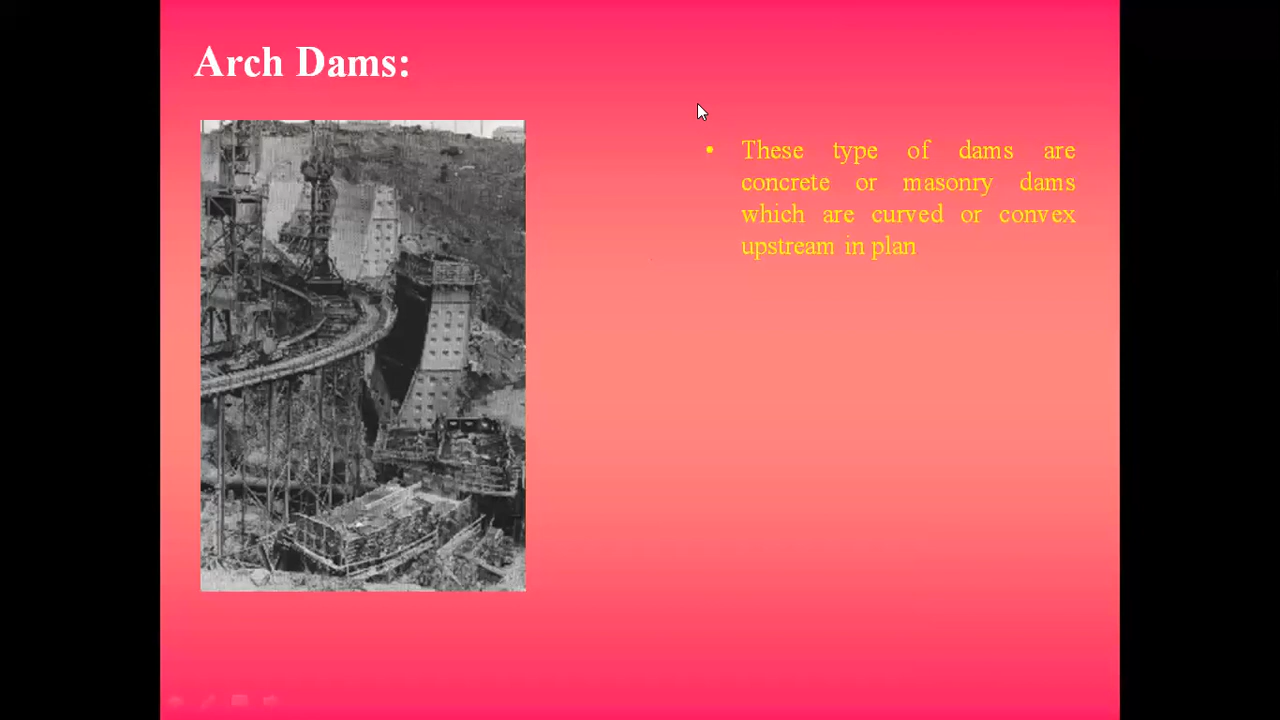 Arch Dams:
• These type of dams are
concrete or masonry dams
which are curved or convex
upstream in plan